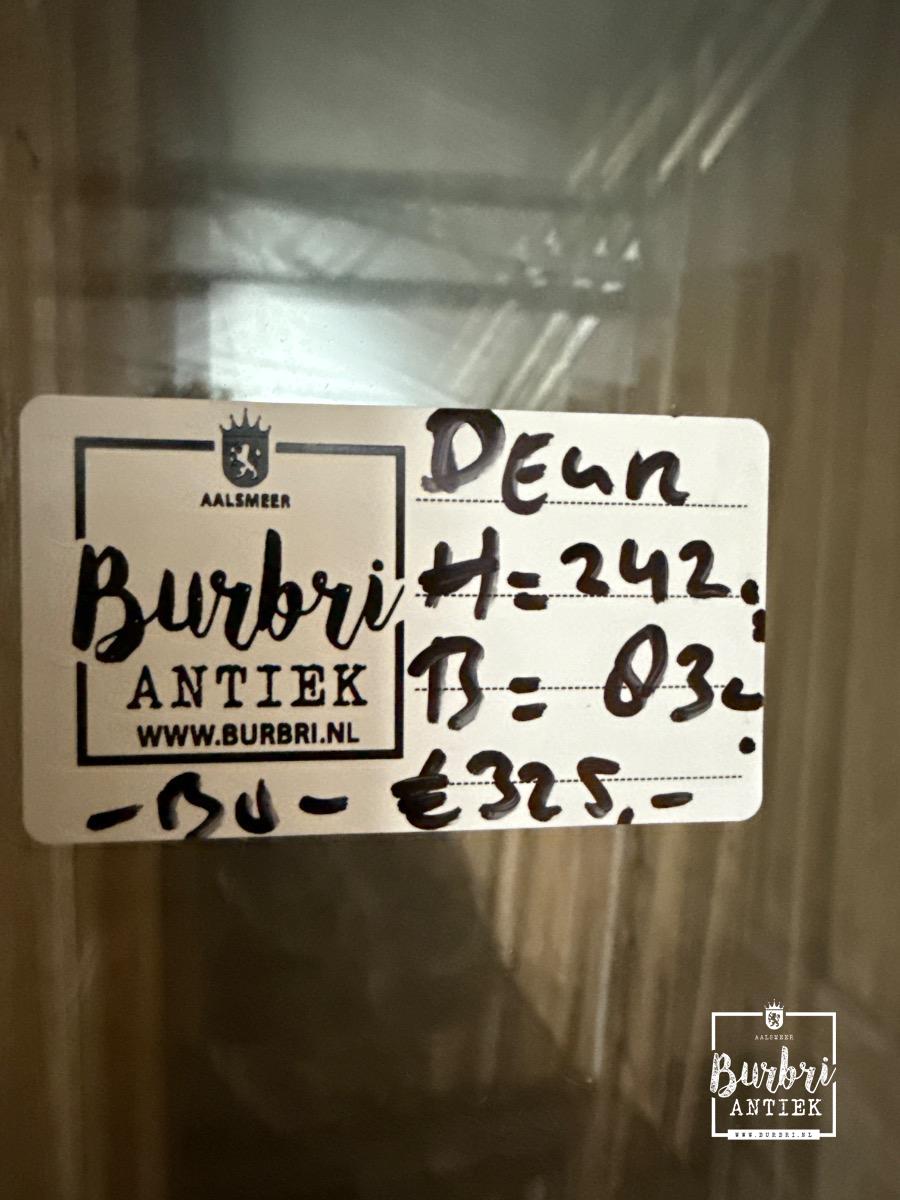 AALSMEER
Burbri
ANTIEK
WWW.BURBRI.NL
DEUR
H=242.
B= 83
-BU- €325,-
AALSMEER
Burbri
ANTIEK
WWW.BURBRI.NL